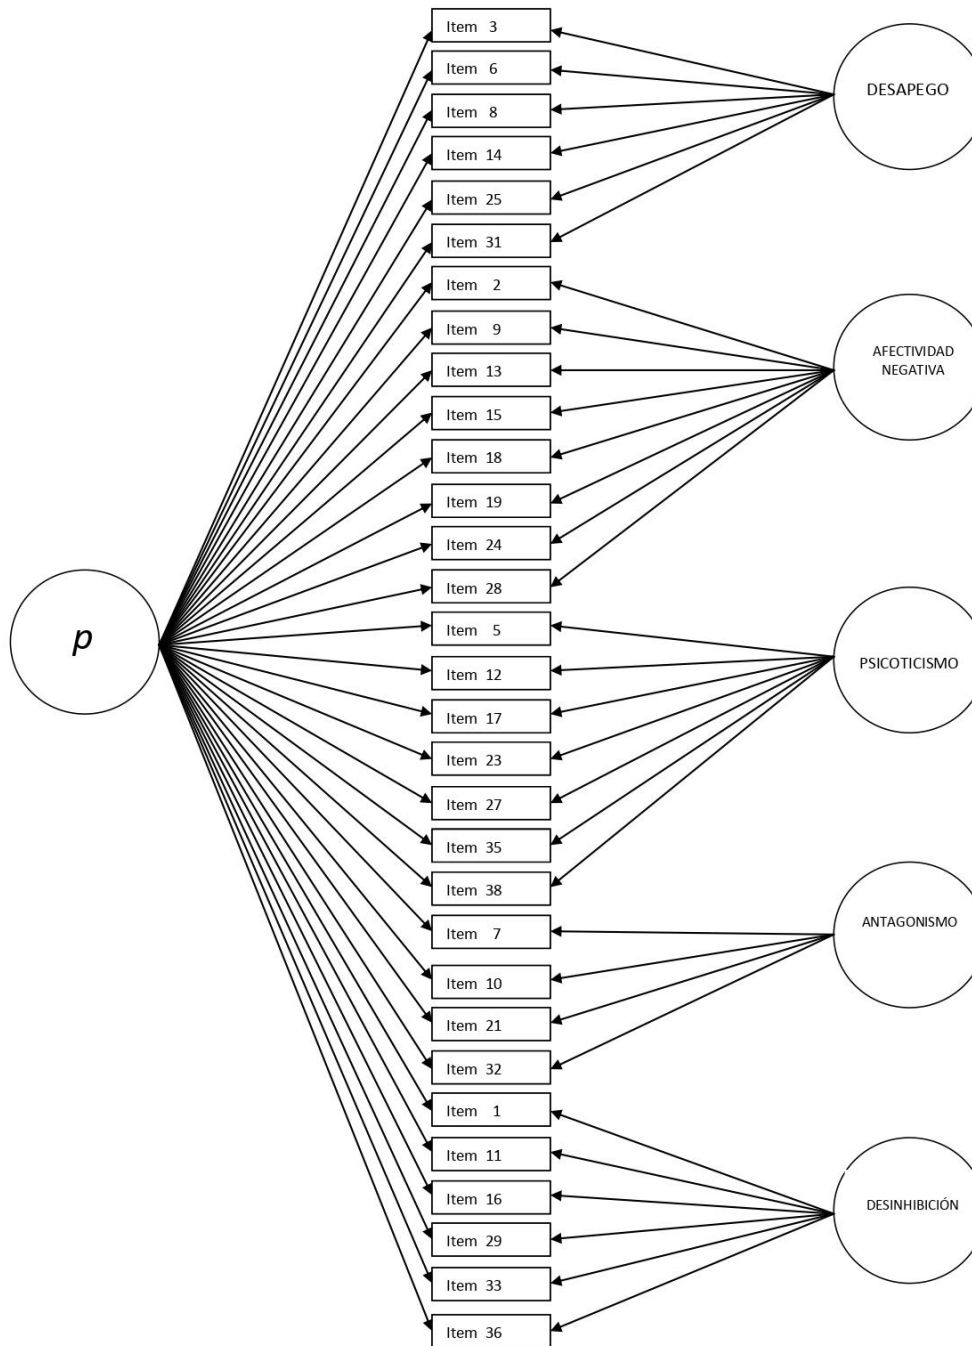 Item 3
Item 6
Item 8
Item 14
Item 25
Item 31
Item 2
Item 9
Item 13
Item 15
Item 18
Item 19
Item 24
Item 28
Item 5
Item 12
Item 17
Item 23
Item 27
Item 35
Item 38
Item 7
Item 10
Item 21
Item 32
Item 1
Item 11
Item 16
Item 29
Item 33
Item 36
p
DESAPEGO
AFECTIVIDAD
NEGATIVA
PSICOTICISMO
ANTAGONISMO
DESINHIBICIÓN